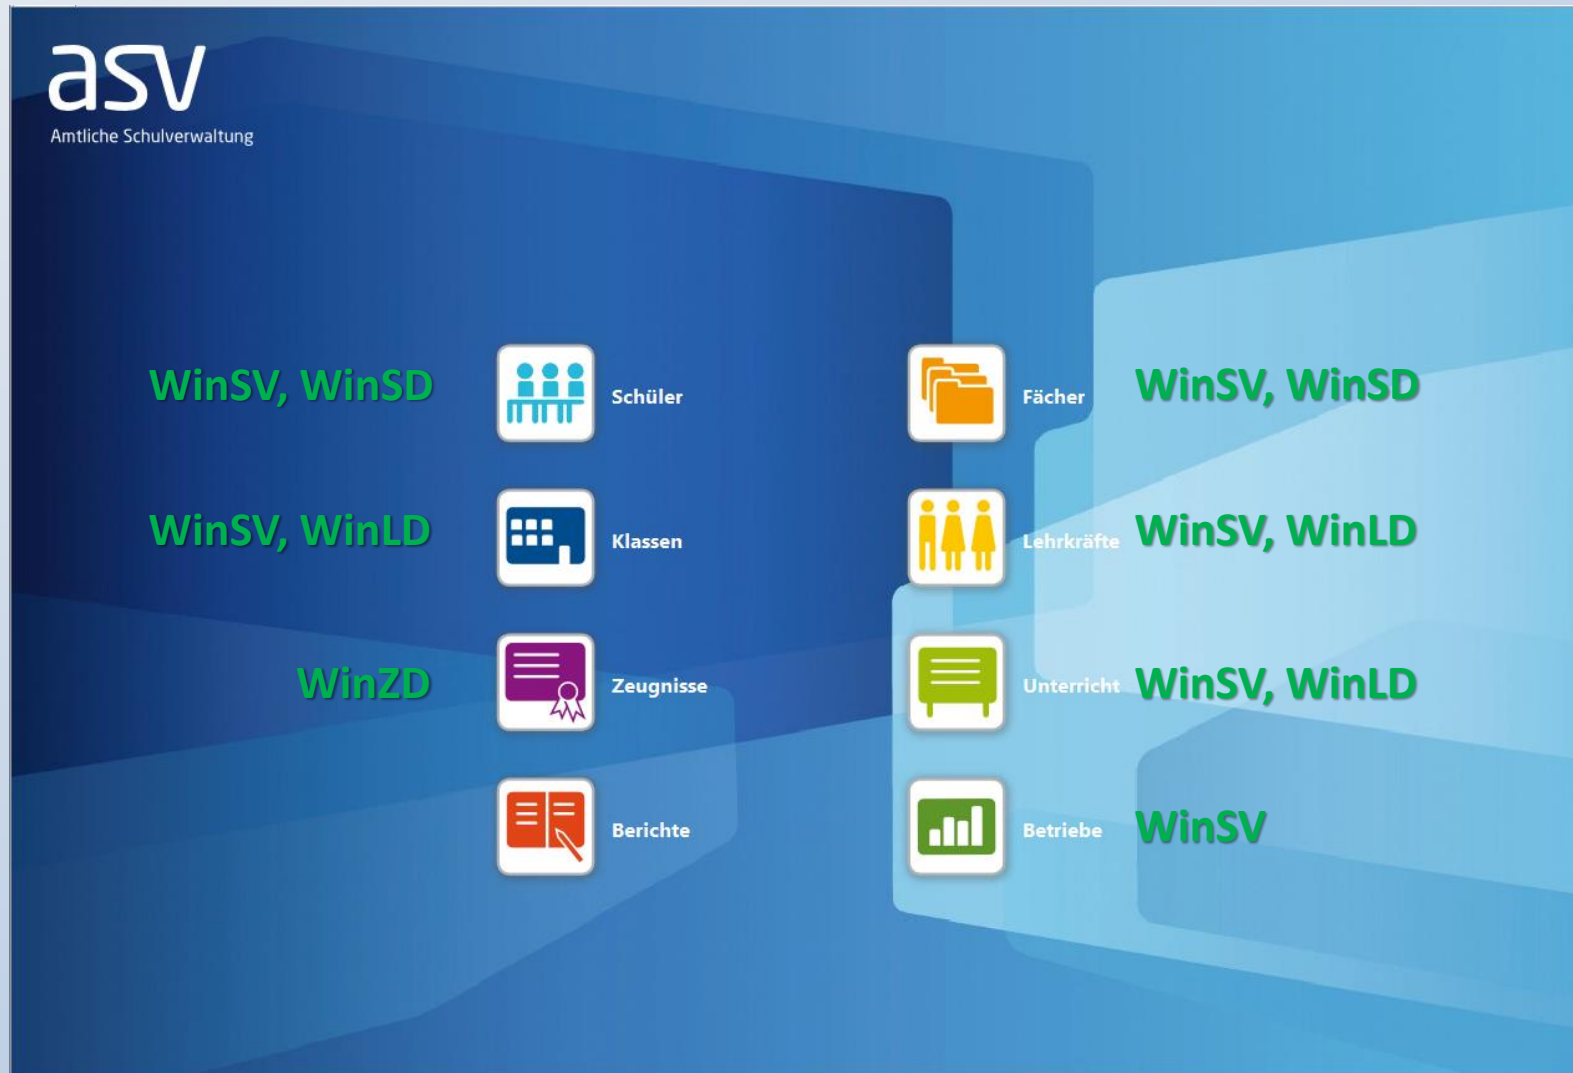 asv
Amtliche Schulverwaltung
WinSV, WinSD Schüler Fächer WinSV, WinSD
WinSV, WinLD Klassen Lehrkräfte WinSV, WinLD
WinZD Zeugnisse Unterricht WinSV, WinLD
Berichte Betriebe WinSV